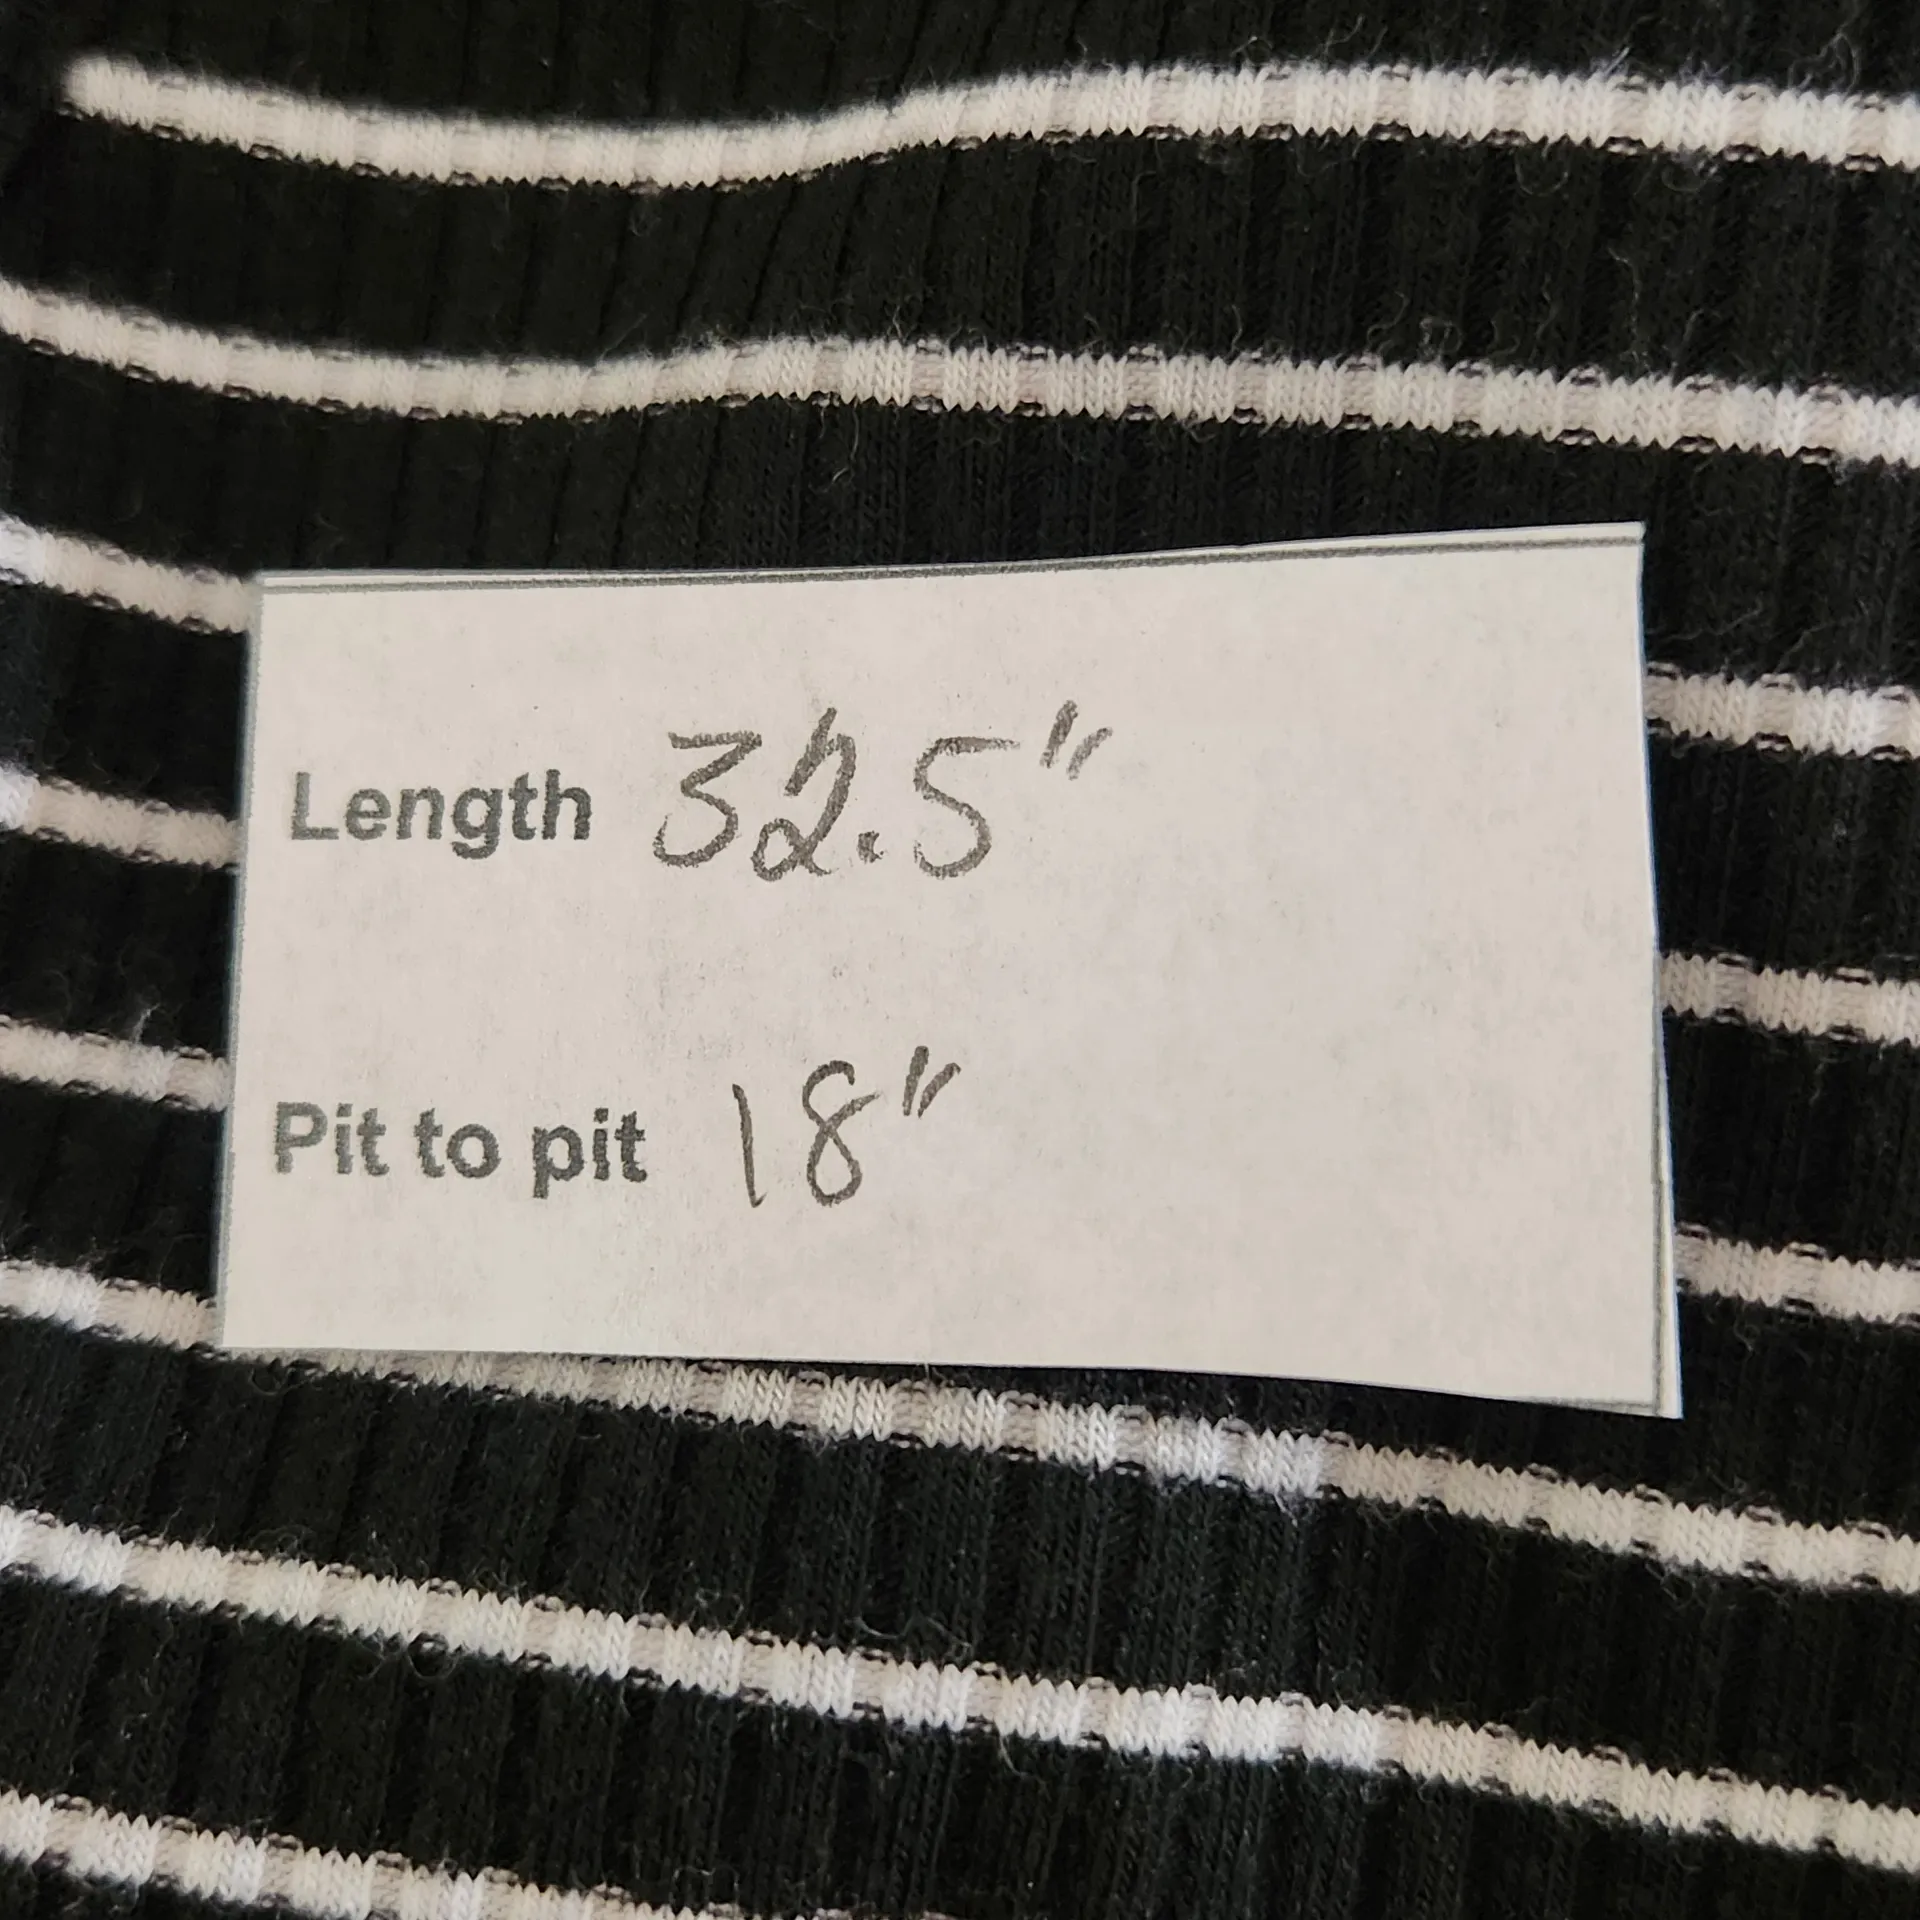 Length 32.5"
Pit to pit 18"